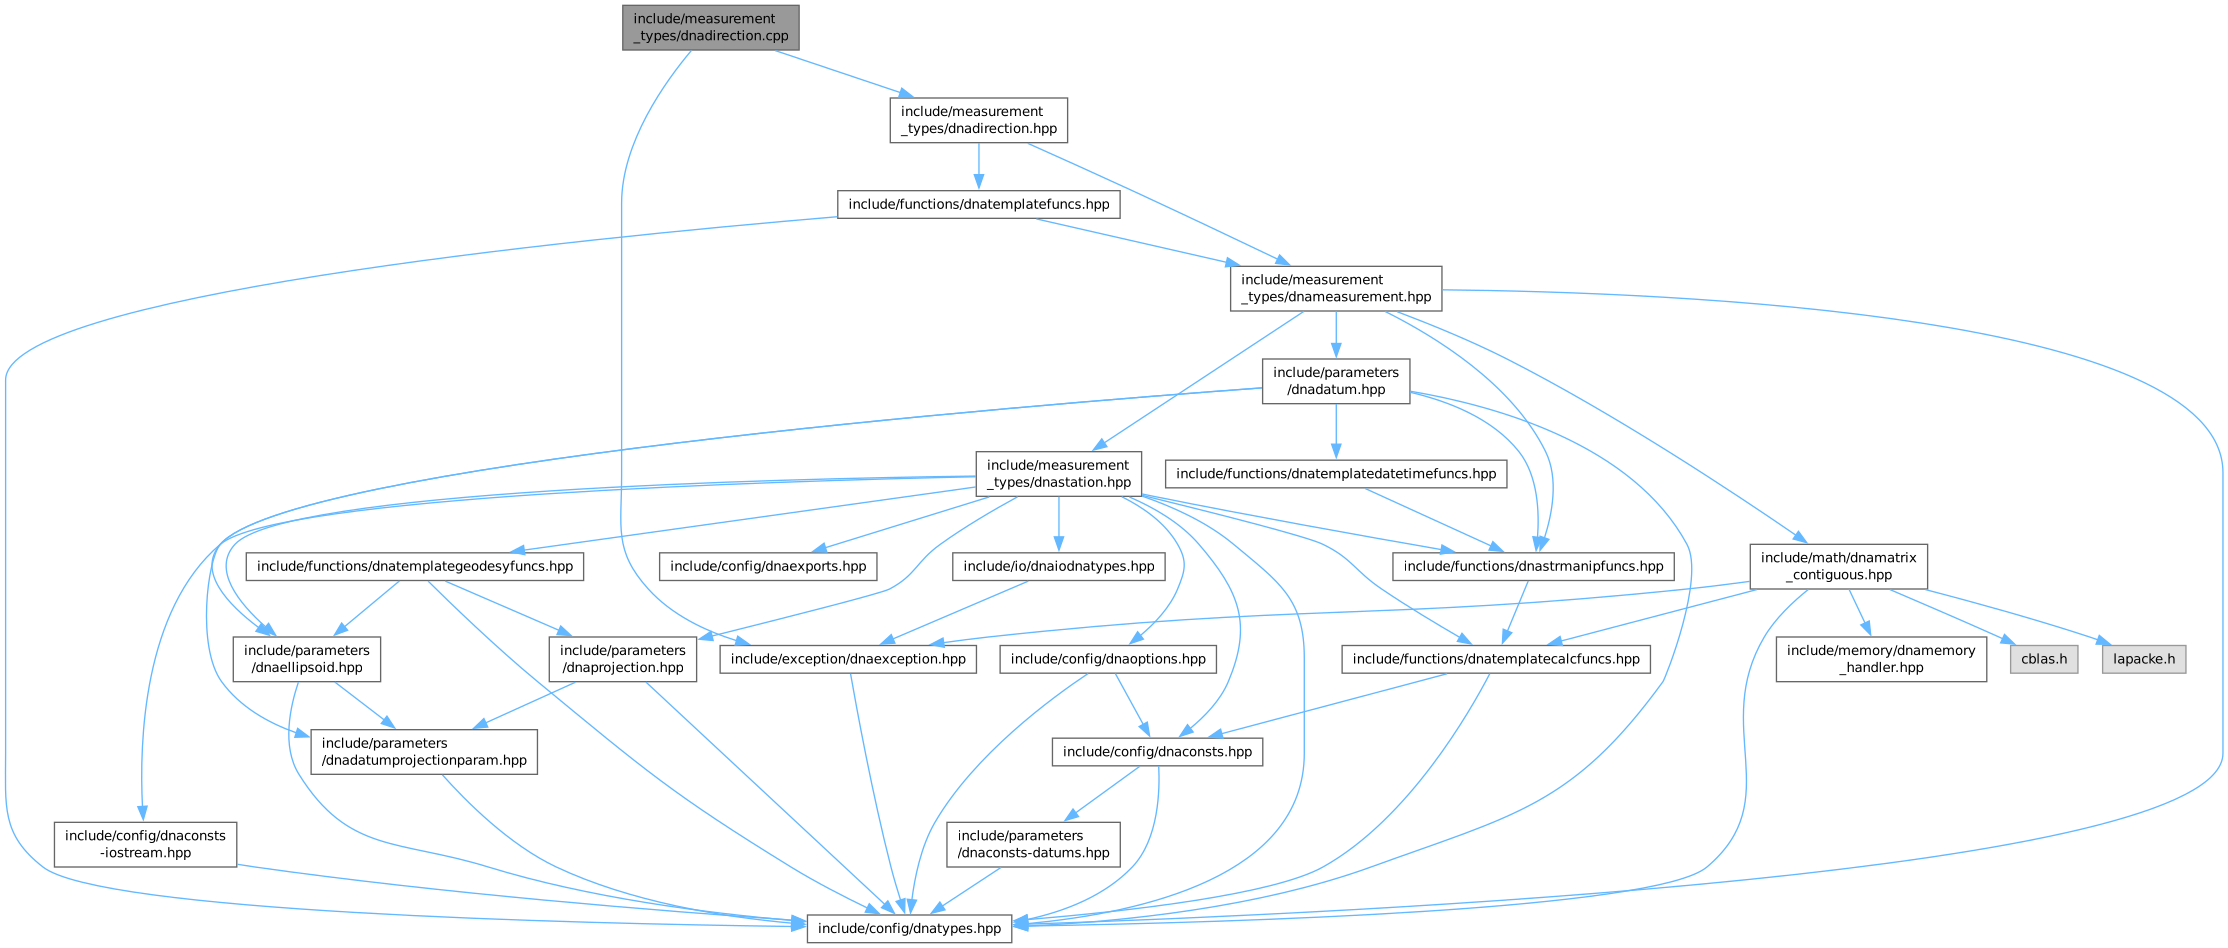 include/measurement
_types/dnadirection.cpp
include/measurement
_types/dnadirection.hpp
include/functions/dnatemplatefuncs.hpp
include/measurement
_types/dnameasurement.hpp
include/parameters
/dnadatum.hpp
include/measurement
_types/dnastation.hpp
include/functions/dnatemplatedatetimefuncs.hpp
include/functions/dnatemplategeodesyfuncs.hpp
include/config/dnaexports.hpp
include/io/dnaiodnatypes.hpp
include/functions/dnastrmanipfuncs.hpp
include/math/dnamatrix
_contiguous.hpp
include/parameters
/dnaellipsoid.hpp
include/parameters
/dnaprojection.hpp
include/exception/dnaexception.hpp
include/config/dnaoptions.hpp
include/functions/dnatemplatecalcfuncs.hpp
include/memory/dnamemory
_handler.hpp
cblas.h
lapacke.h
include/parameters
/dnadatumprojectionparam.hpp
include/config/dnaconsts.hpp
include/config/dnaconsts
-iostream.hpp
include/parameters
/dnaconsts-datums.hpp
include/config/dnatypes.hpp